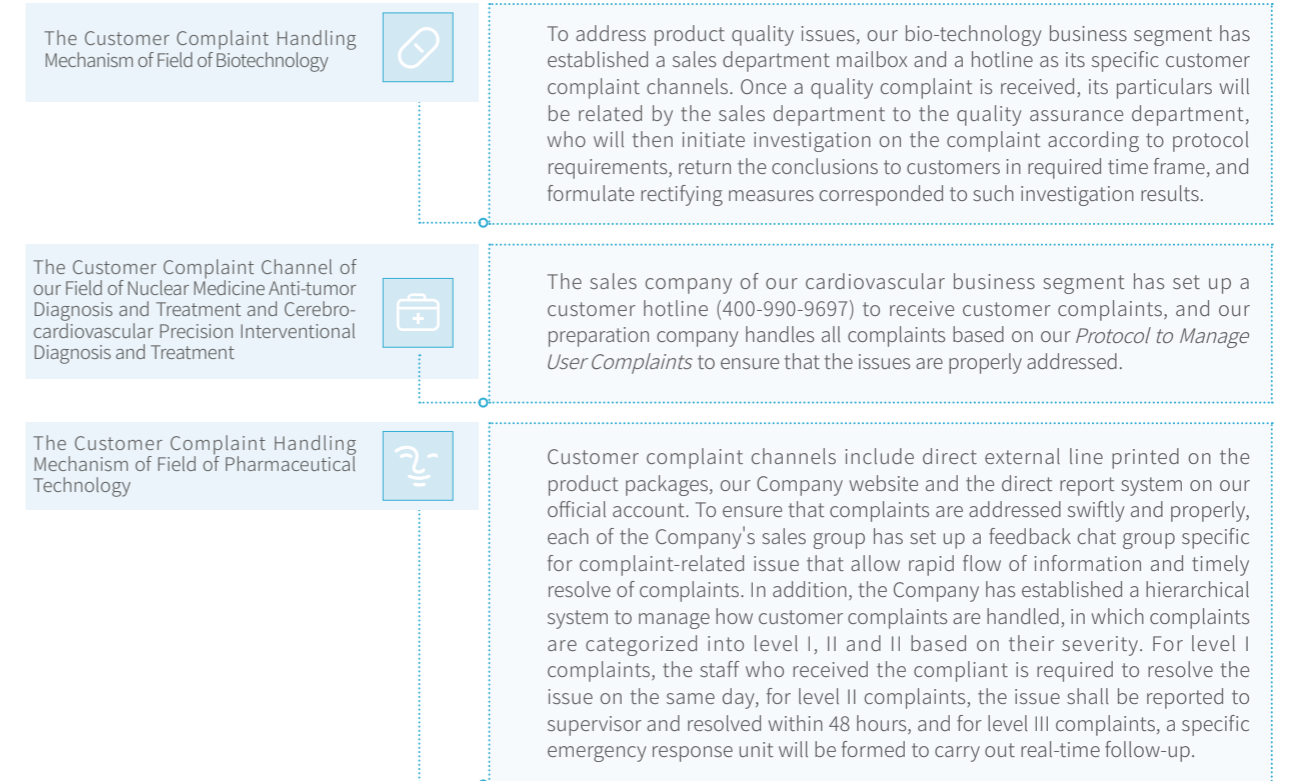 The Customer Complaint Handling
Mechanism of Field of Biotechnology
To address product quality issues, our bio-technology business segment has
established a sales department mailbox and a hotline as its specific customer
complaint channels. Once a quality complaint is received, its particulars will
be related by the sales department to the quality assurance department,
who will then initiate investigation on the complaint according to protocol
requirements, return the conclusions to customers in required time frame, and
formulate rectifying measures corresponded to such investigation results.
The Customer Complaint Channel of
our Field of Nuclear Medicine Anti-tumor
Diagnosis and Treatment and Cerebro-
cardiovascular Precision Interventional
Diagnosis and Treatment
The sales company of our cardiovascular business segment has set up a
customer hotline (400-990-9697) to receive customer complaints, and our
preparation company handles all complaints based on our Protocol to Manage
User Complaints to ensure that the issues are properly addressed.
The Customer Complaint Handling
Mechanism of Field of Pharmaceutical
Technology
Customer complaint channels include direct external line printed on the
product packages, our Company website and the direct report system on our
official account. To ensure that complaints are addressed swiftly and properly,
each of the Company's sales group has set up a feedback chat group specific
for complaint-related issue that allow rapid flow of information and timely
resolve of complaints. In addition, the Company has established a hierarchical
system to manage how customer complaints are handled, in which complaints
are categorized into level I, II and II based on their severity. For level I
complaints, the staff who received the compliant is required to resolve the
issue on the same day, for level II complaints, the issue shall be reported to
supervisor and resolved within 48 hours, and for level III complaints, a specific
emergency response unit will be formed to carry out real-time follow-up.